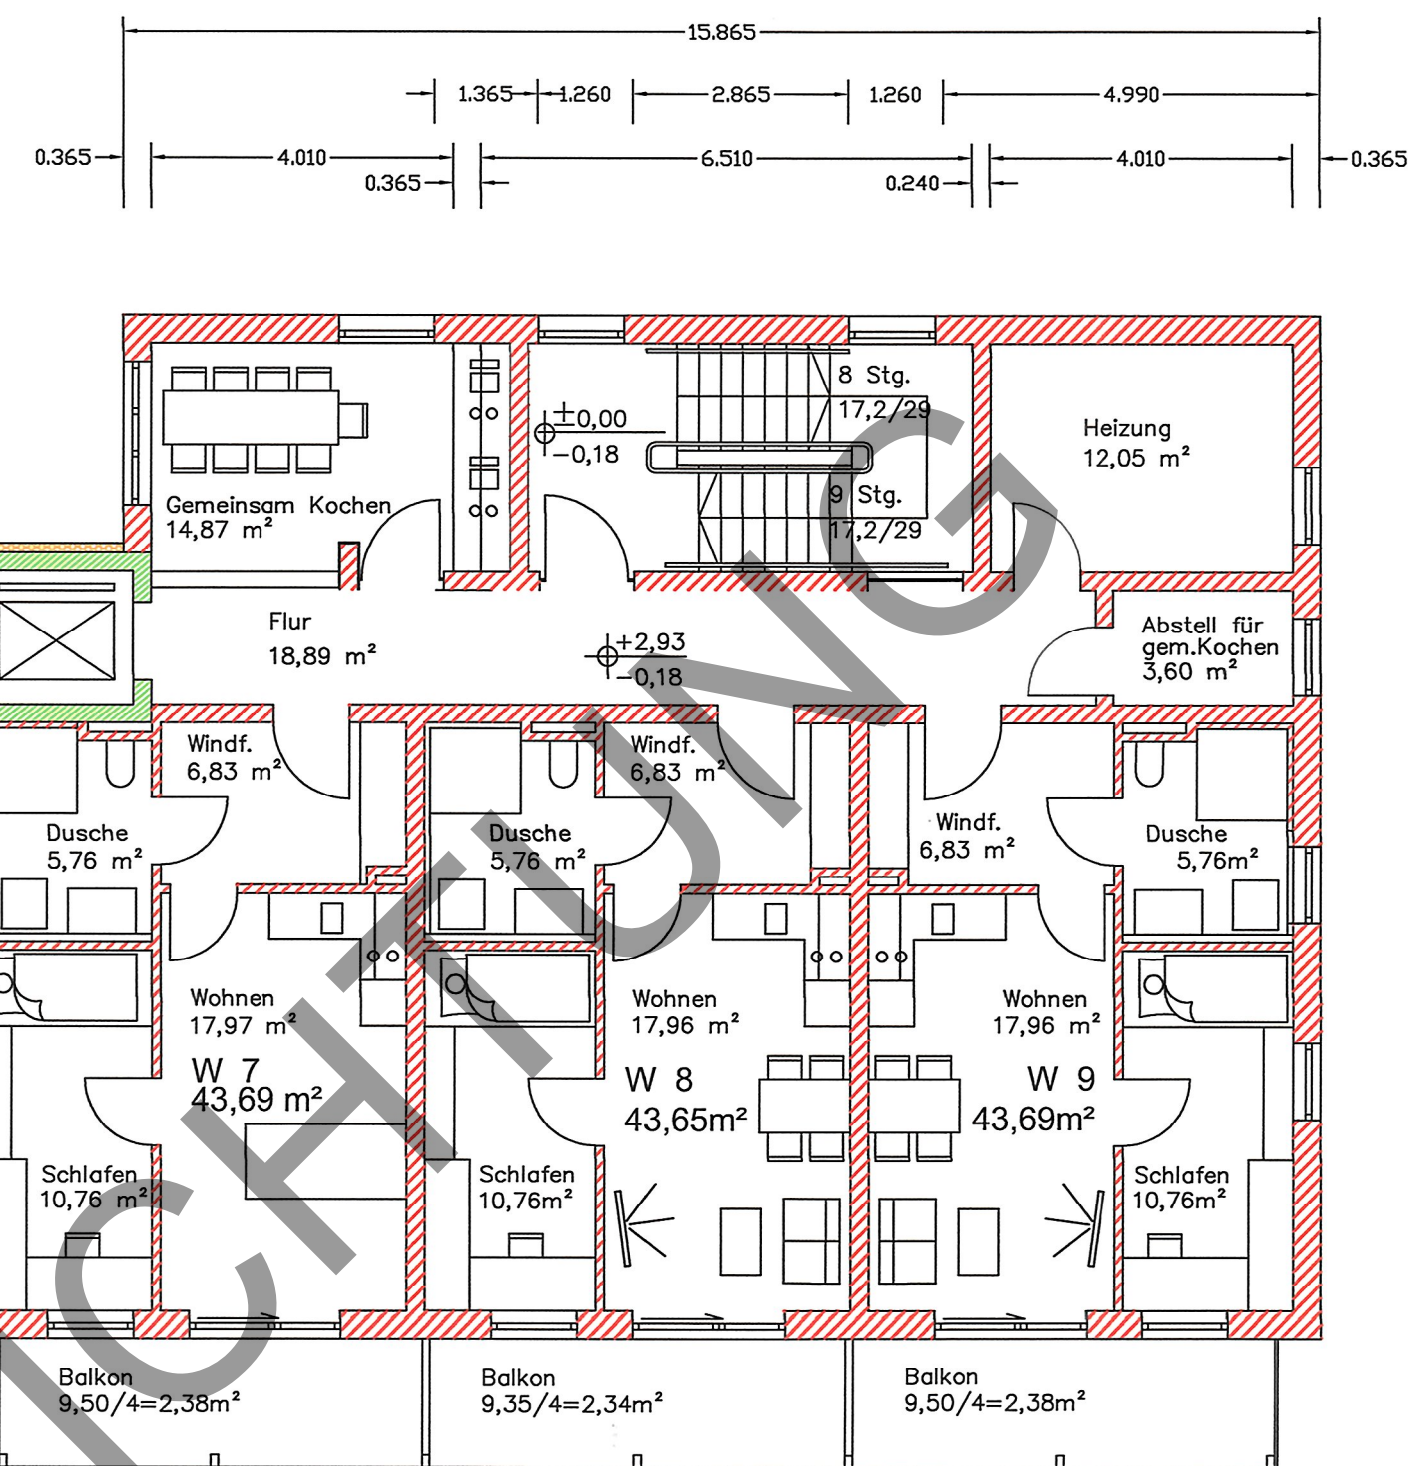 15.865
1.365 1.260 2.865 1.260 4.990
0.365 4.010 6.510 4.010 0.365
0.365 0.240
8 Stg.
17,2/29
±0,00
-0,18
9 Stg.
17,2/29
Heizung
12,05 m²
Gemeinsam Kochen
14,87 m²
Flur
18,89 m²
+2,93
-0,18
Abstell für
gem.Kochen
3,60 m²
Windf.
6,83 m²
Windf.
6,83 m²
Windf.
6,83 m²
Dusche
5,76 m²
Dusche
5,76 m²
Dusche
5,76m²
Wohnen
17,97 m²
W 7
43,69 m²
Wohnen
17,96 m²
W 8
43,65m²
Wohnen
17,96 m²
W 9
43,69m²
Schlafen
10,76 m²
Schlafen
10,76m²
Schlafen
10,76m²
Balkon
9,50/4=2,38m²
Balkon
9,35/4=2,34m²
Balkon
9,50/4=2,38m²
ICHTUNG